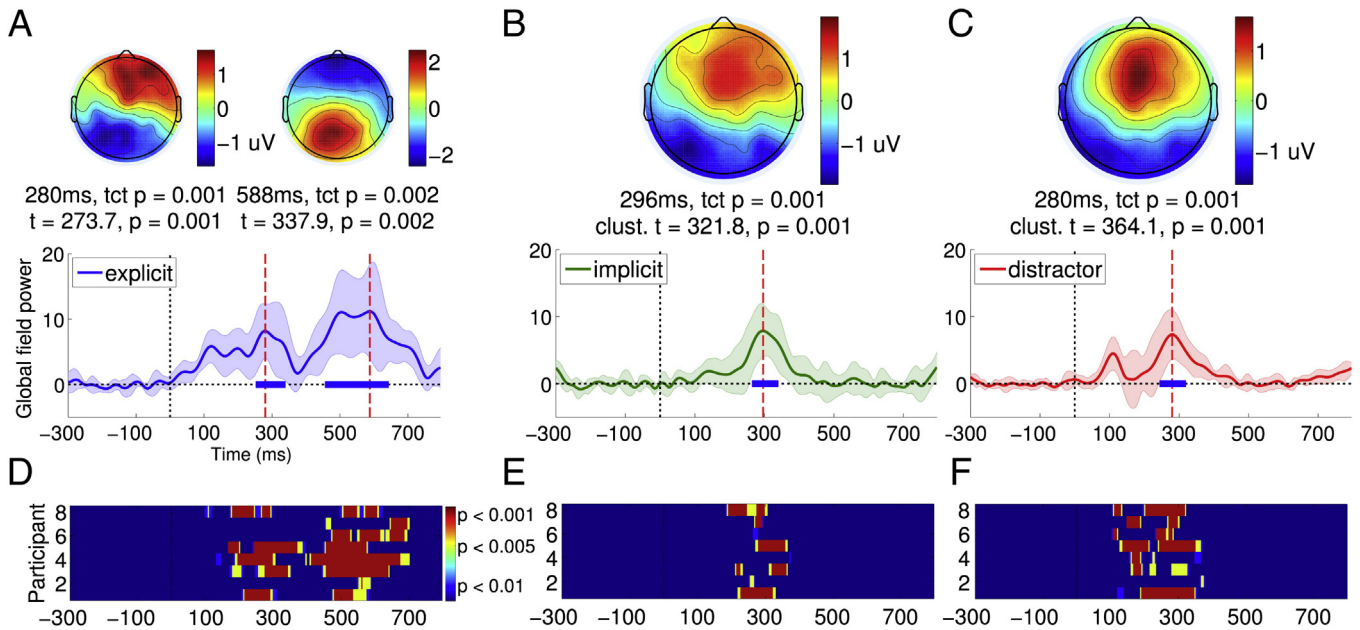 A
B
C
1
0
−1 uV
2
0
−2
1
0
−1 uV
1
0
−1 uV
280ms, tct p = 0.001
t = 273.7, p = 0.001
588ms, tct p = 0.002
t = 337.9, p = 0.002
296ms, tct p = 0.001
clust. t = 321.8, p = 0.001
280ms, tct p = 0.001
clust. t = 364.1, p = 0.001
Global field power
20
10
0
explicit
−300 −100 100 300 500 700
Time (ms)
20
10
0
implicit
−300 −100 100 300 500 700
20
10
0
distractor
−300 −100 100 300 500 700
D
Participant
8
6
4
2
−300 −100 100 300 500 700
p < 0.001
p < 0.005
p < 0.01
E
8
6
4
2
−300 −100 100 300 500 700
F
8
6
4
2
−300 −100 100 300 500 700